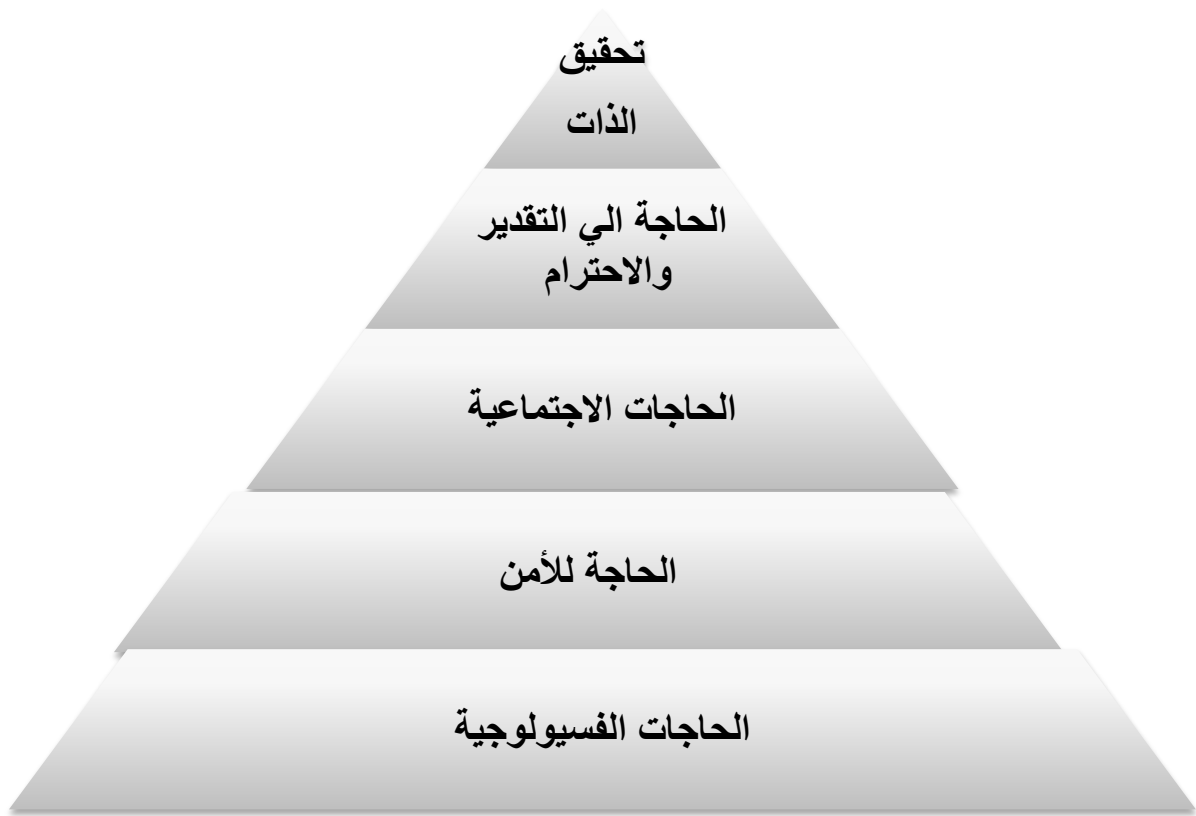 تحقيق
الذات
الحاجة الي التقدير
والاحترام
الحاجات الاجتماعية
الحاجة للأمن
الحاجات الفسيولوجية